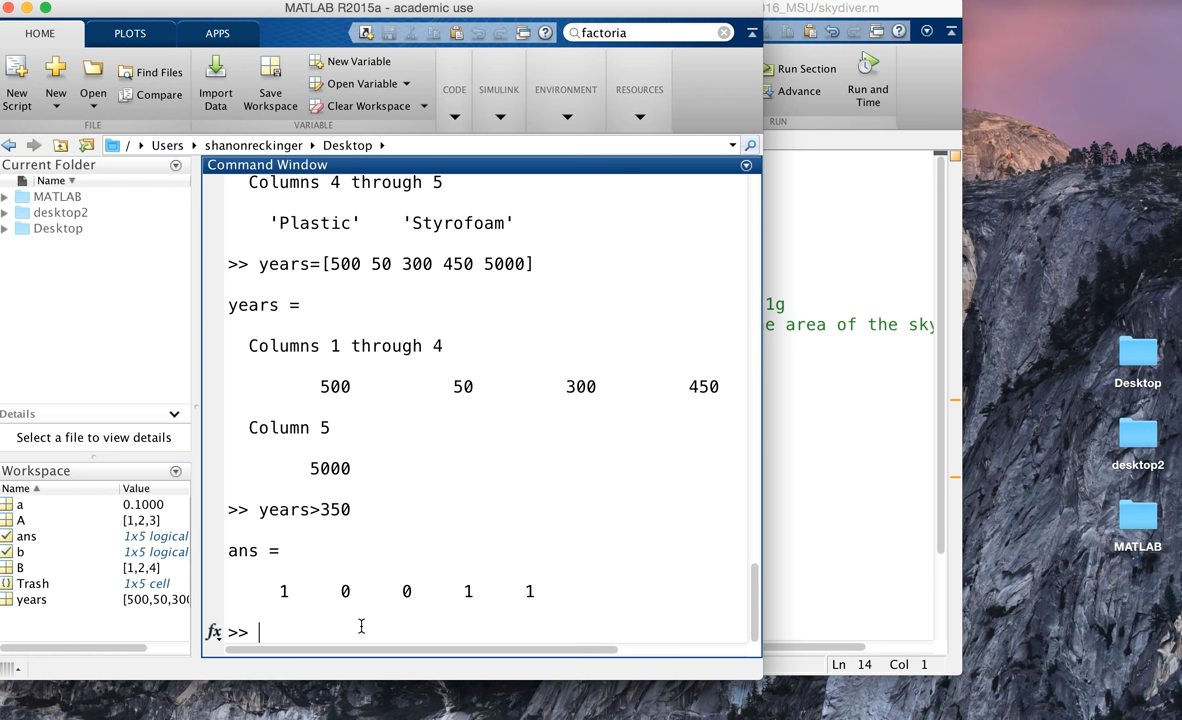 MATLAB R2015a - academic use
16_MSU/skydiver.m
HOME PLOTS APPS
factoria
New Script
New
Open
Find Files
Compare
FILE
Import Data
Save Workspace
New Variable
Open Variable
Clear Workspace
VARIABLE
CODE
SIMULINK
ENVIRONMENT
RESOURCES
Run Section
Advance
Run and Time
RUN
/ Users shanonreckinger Desktop
Current Folder
Name
MATLAB
desktop2
Desktop
Details
Select a file to view details
Workspace
Name Value
a 0.1000
A [1,2,3]
ans 1x5 logical
b 1x5 logical
B [1,2,4]
Trash 1x5 cell
years [500,50,300
Command Window
Columns 4 through 5
'Plastic' 'Styrofoam'
>> years=[500 50 300 450 5000]
years =
Columns 1 through 4
500 50 300 450
Column 5
5000
>> years>350
ans =
1 0 0 1 1
fx >>
1g
e area of the sky
Ln 14 Col 1
Desktop
desktop2
MATLAB